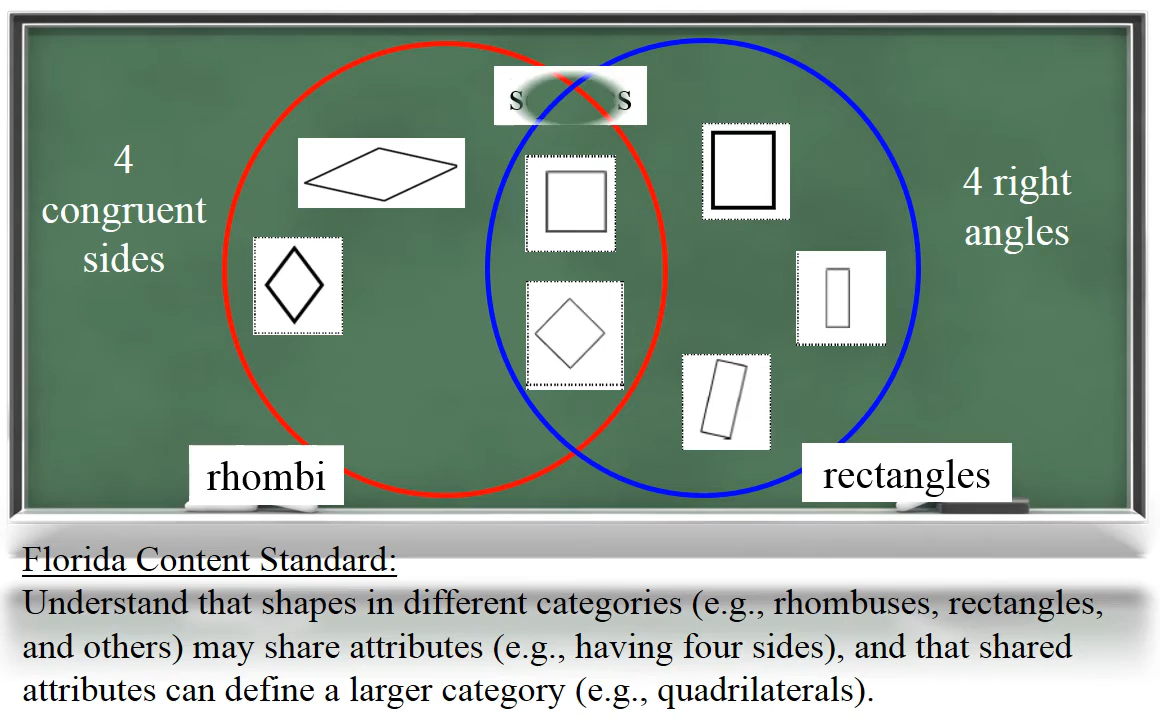 4
congruent
sides
4 right
angles
rhombi
rectangles
Florida Content Standard:
Understand that shapes in different categories (e.g., rhombuses, rectangles,
and others) may share attributes (e.g., having four sides), and that shared
attributes can define a larger category (e.g., quadrilaterals).